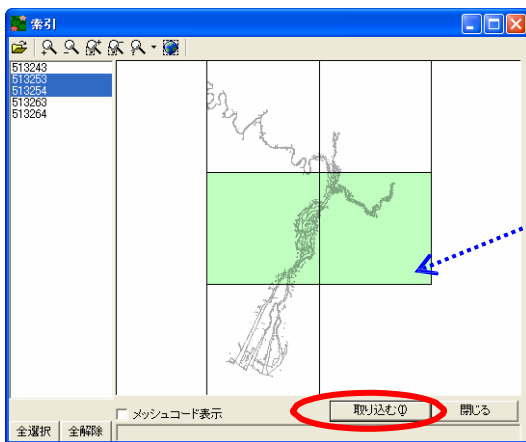 索引
513243
513253
513254
513263
513264
メッシュコード表示
取り込む(I)
閉じる
全選択
全解除